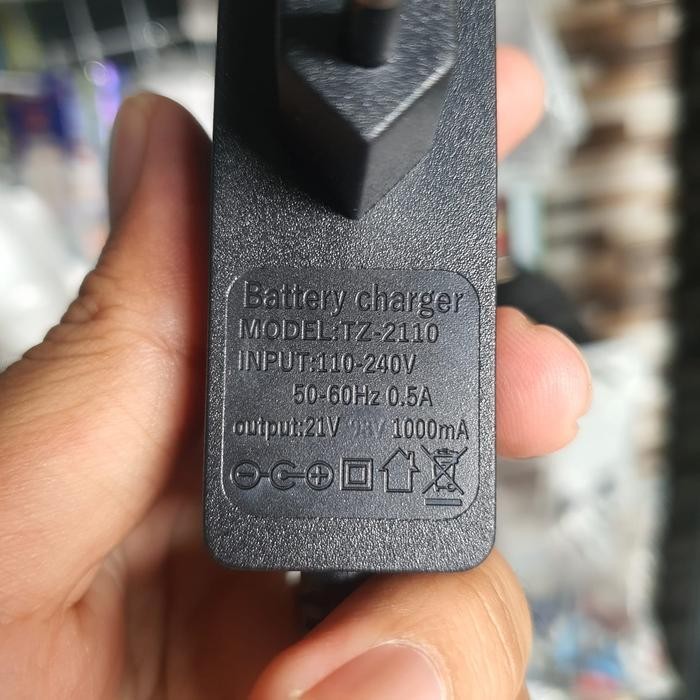 Battery charger
MODEL:TZ-2110
INPUT:110-240V
50-60Hz 0.5A
output:21V 1000mA